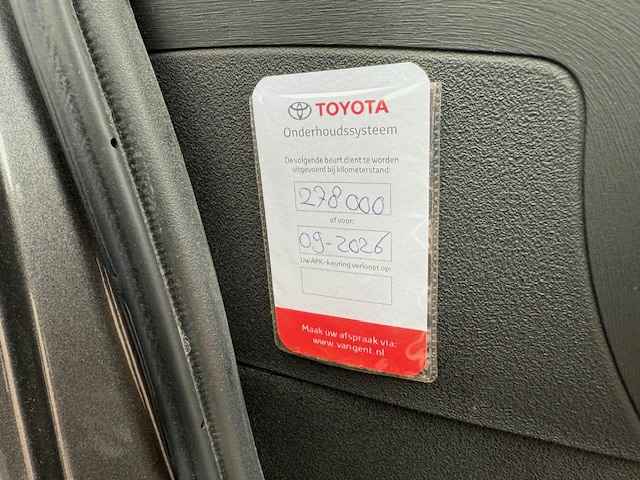 TOYOTA
Onderhoudssysteem
De volgende beurt dient te worden
uitgevoerd bij kilometerstand:
278000
of voor:
09-2026
Uw APK-keuring verloopt op:
Maak uw afspraak via:
www.vangent.nl